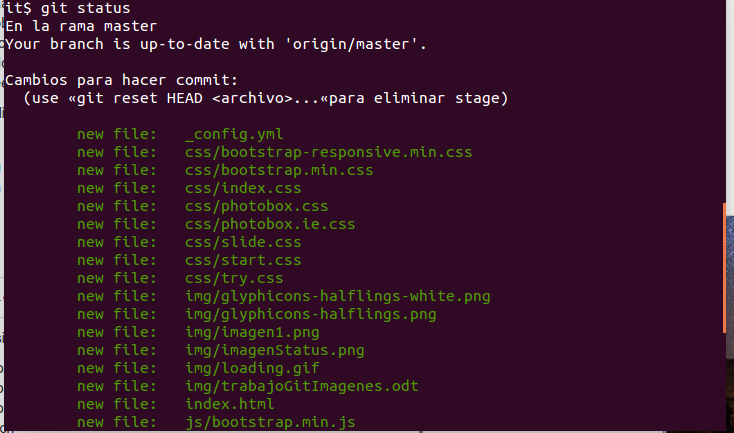 it$ git status
En la rama master
Your branch is up-to-date with 'origin/master'.
Cambios para hacer commit:
(use «git reset HEAD <archivo>...«para eliminar stage)
new file: _config.yml
new file: css/bootstrap-responsive.min.css
new file: css/bootstrap.min.css
new file: css/index.css
new file: css/photobox.css
new file: css/photobox.ie.css
new file: css/slide.css
new file: css/start.css
new file: css/try.css
new file: img/glyphicons-halflings-white.png
new file: img/glyphicons-halflings.png
new file: img/imagen1.png
new file: img/imagenStatus.png
new file: img/loading.gif
new file: img/trabajoGitImagenes.odt
new file: index.html
new file: js/bootstrap.min.js